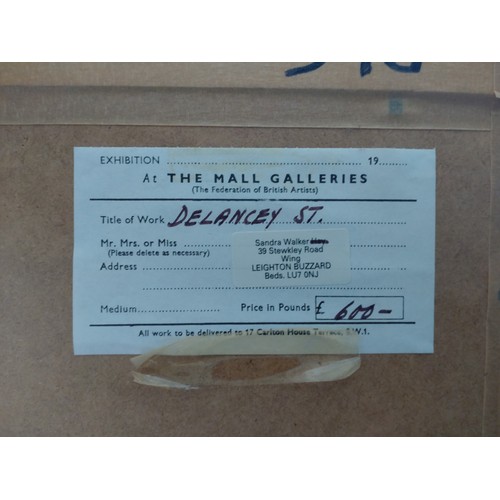 EXHIBITION 19
At THE MALL GALLERIES
(The Federation of British Artists)
Title of Work DELANCEY ST.
Mr. Mrs. or Miss
(Please delete as necessary)
Address
Sandra Walker
39 Stewkley Road
Wing
LEIGHTON BUZZARD
Beds. LU7 0NJ
Medium Price in Pounds £ 600-
All work to be delivered to 17 Carlton House Terrace, S.W.1.